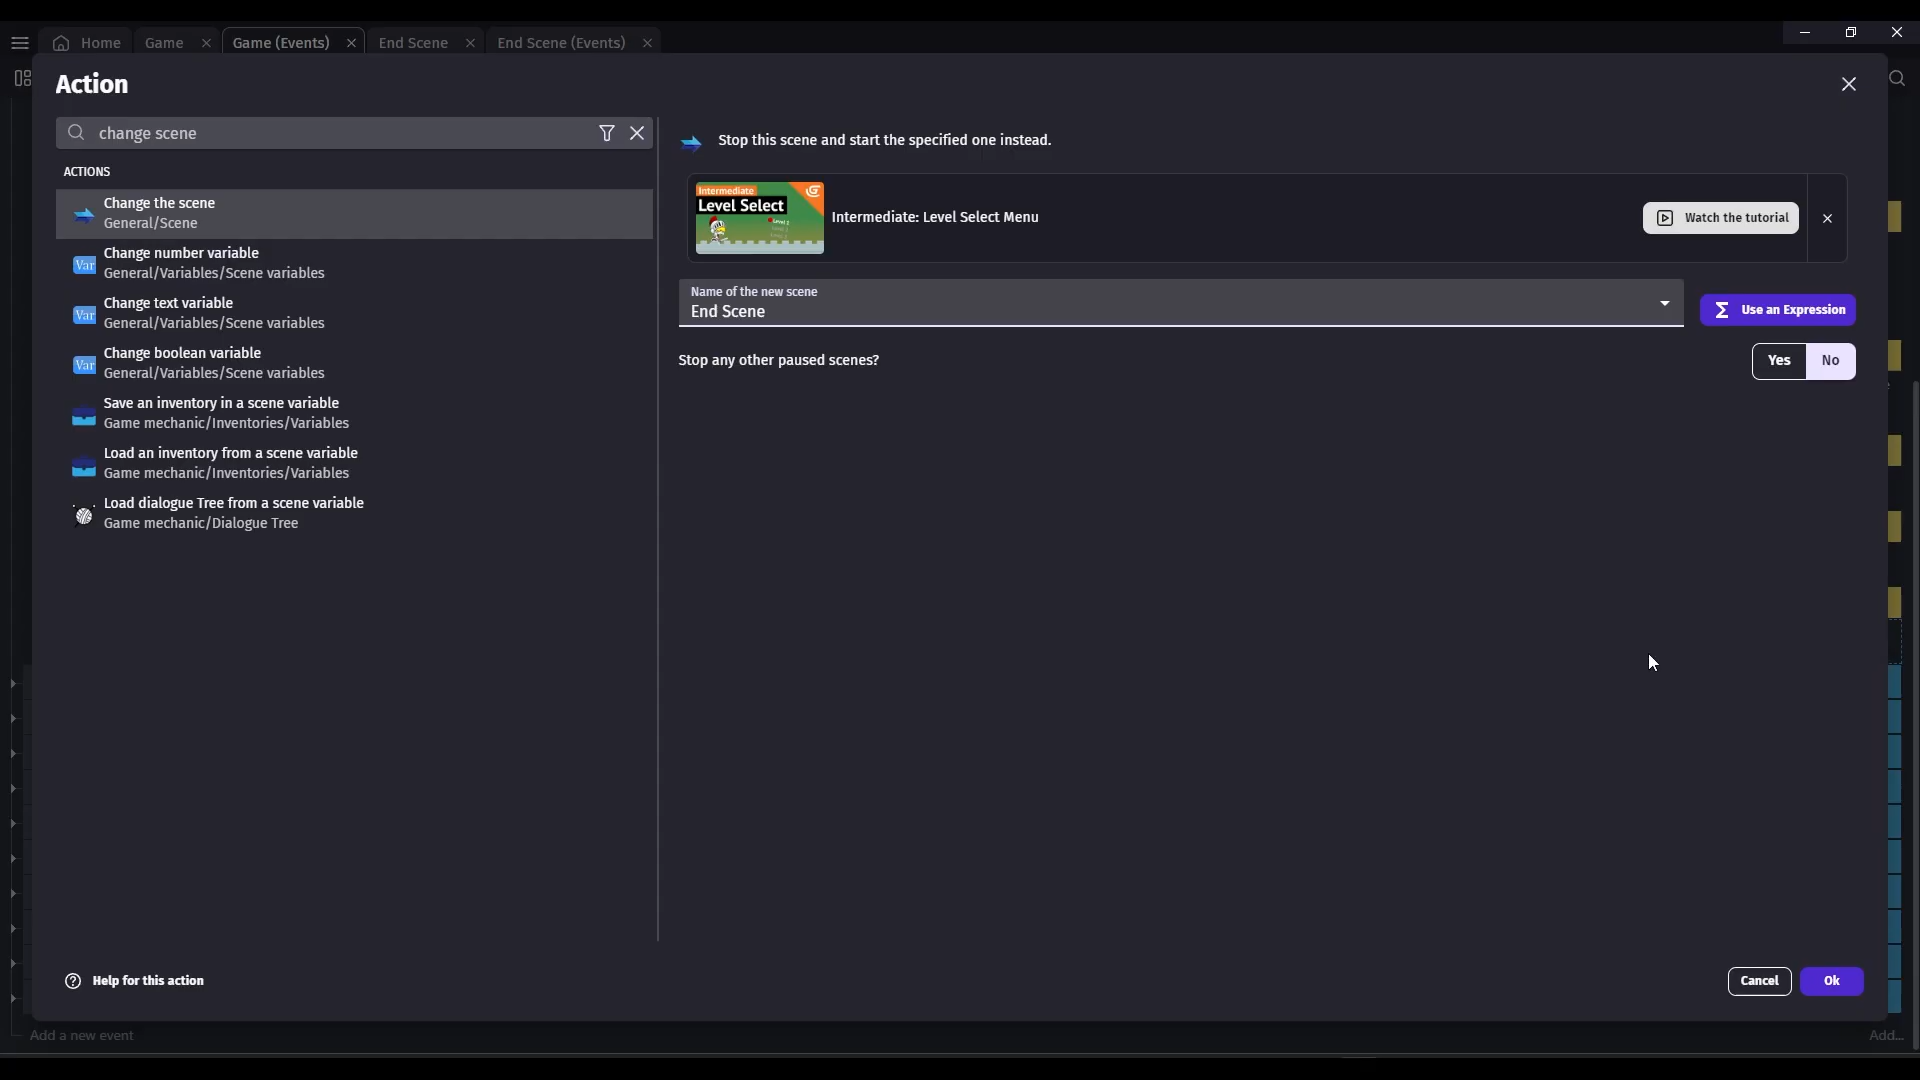 Home
Game
Game (Events)
End Scene
End Scene (Events)
Action
change scene
ACTIONS
Change the scene
General/Scene
Change number variable
General/Variables/Scene variables
Change text variable
General/Variables/Scene variables
Change boolean variable
General/Variables/Scene variables
Save an inventory in a scene variable
Game mechanic/Inventories/Variables
Load an inventory from a scene variable
Game mechanic/Inventories/Variables
Load dialogue Tree from a scene variable
Game mechanic/Dialogue Tree
Var
Var
Var
Stop this scene and start the specified one instead.
Intermediate
Level Select
Intermediate: Level Select Menu
Watch the tutorial
Name of the new scene
End Scene
Use an Expression
Stop any other paused scenes?
Yes
No
Help for this action
Cancel
Ok
Add a new event
Add...